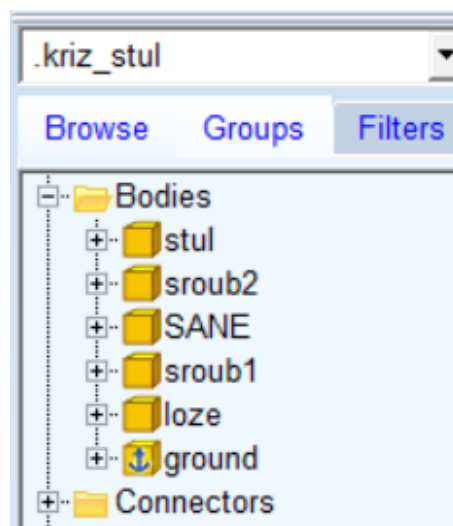 .kriz_stul
Browse Groups Filters
Bodies
stul
sroub2
SANE
sroub1
loze
ground
Connectors